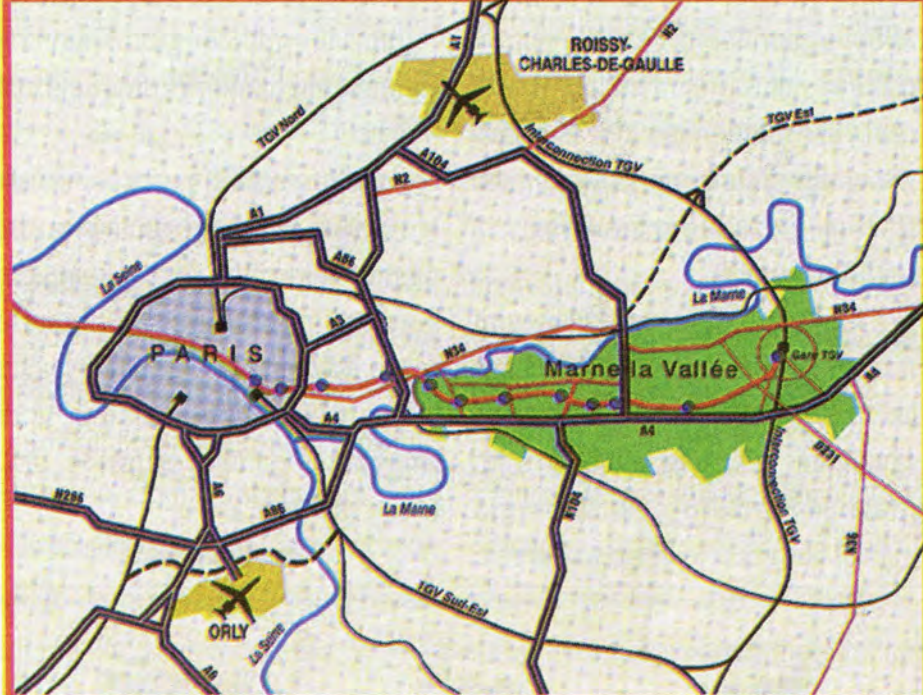 A1
N2
ROISSY-
CHARLES-DE-GAULLE
TGV Nord
Interconnection TGV
TGV Est
A104
N2
A1
A86
La Seine
La Marne
N34
A3
N34
PARIS
Marne la Vallée
Gare TGV
A4
A4
A4
D231
Interconnection TGV
N286
A6
A86
La Marne
A104
N36
TGV Sud-Est
ORLY
La Seine
A6